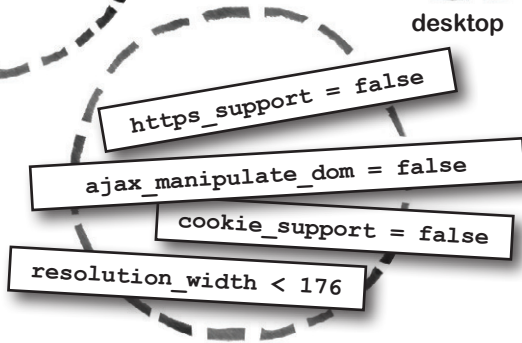 desktop
https_support = false
ajax_manipulate_dom = false
cookie_support = false
resolution_width < 176